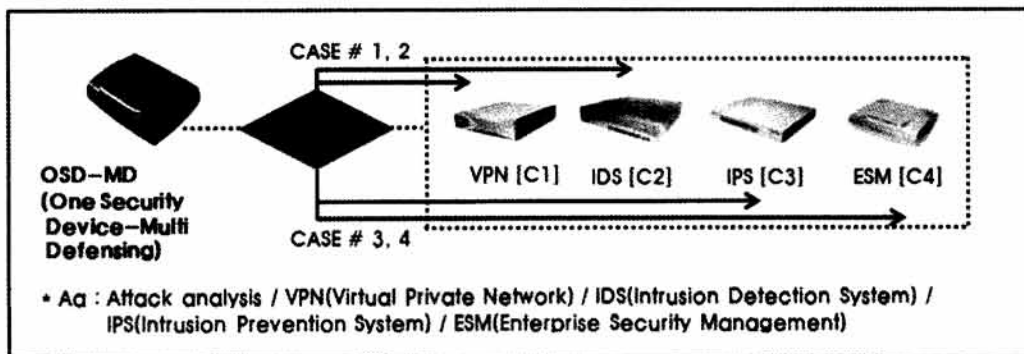 CASE # 1, 2
VPN [C1]
IDS [C2]
IPS [C3]
ESM [C4]
OSD-MD
(One Security
Device-Multi
Defensing)
CASE # 3, 4
* Aa : Attack analysis / VPN(Virtual Private Network) / IDS(Intrusion Detection System) /
IPS(Intrusion Prevention System) / ESM(Enterprise Security Management)